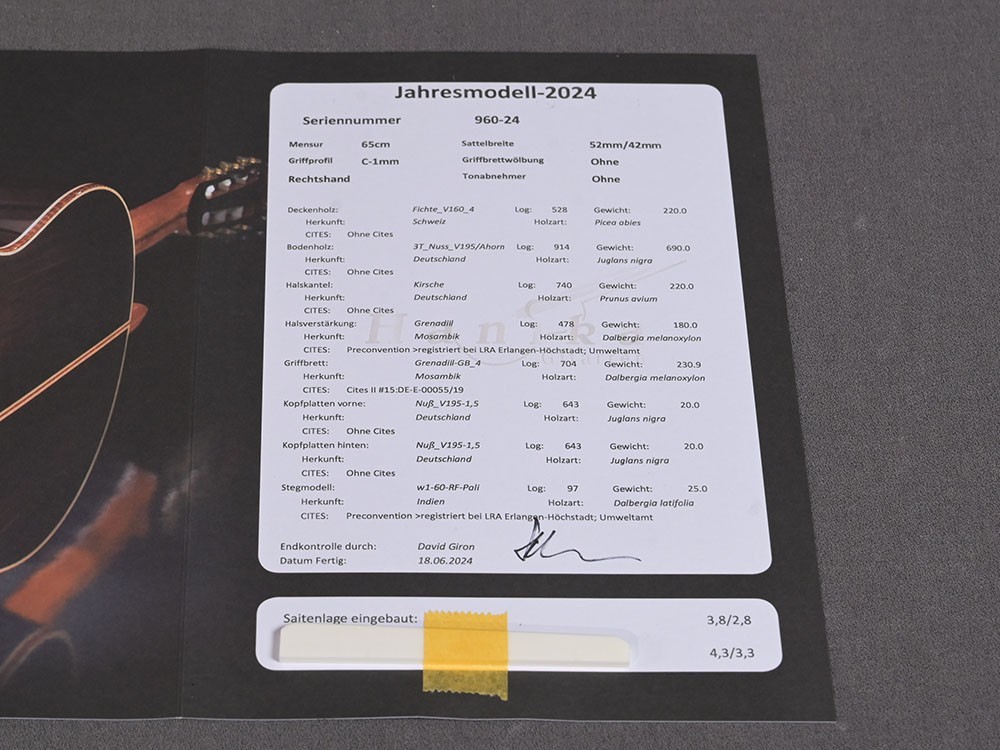 Jahresmodell-2024
Seriennummer 960-24
Mensur 65cm Sattelbreite 52mm/42mm
Griffprofil C-1mm Griffbrettwölbung Ohne
Rechtshand Tonabnehmer Ohne
Deckenholz: Fichte_V160_4 Log: 528 Gewicht: 220.0
Herkunft: Schweiz Holzart: Picea abies
CITES: Ohne Cites
Bodenholz: 3T_Nuss_V195/Ahorn Log: 914 Gewicht: 690.0
Herkunft: Deutschland Holzart: Juglans nigra
CITES: Ohne Cites
Halskantel: Kirsche Log: 740 Gewicht: 220.0
Herkunft: Deutschland Holzart: Prunus avium
CITES: Ohne Cites
Hanika
Halsverstärkung: Grenadill Log: 478 Gewicht: 180.0
Herkunft: Mosambik Holzart: Dalbergia melanoxylon
CITES: Preconvention >registriert bei LRA Erlangen-Höchstadt; Umweltamt
Griffbrett: Grenadill-GB_4 Log: 704 Gewicht: 230.9
Herkunft: Mosambik Holzart: Dalbergia melanoxylon
CITES: Cites II #15:DE-E-00055/19
Kopfplatten vorne: Nuß_V195-1,5 Log: 643 Gewicht: 20.0
Herkunft: Deutschland Holzart: Juglans nigra
CITES: Ohne Cites
Kopfplatten hinten: Nuß_V195-1,5 Log: 643 Gewicht: 20.0
Herkunft: Deutschland Holzart: Juglans nigra
CITES: Ohne Cites
Stegmodell: w1-60-RF-Pali Log: 97 Gewicht: 25.0
Herkunft: Indien Holzart: Dalbergia latifolia
CITES: Preconvention >registriert bei LRA Erlangen-Höchstadt; Umweltamt
Endkontrolle durch: David Giron
Datum Fertig: 18.06.2024
Saitenlage eingebaut: 3,8/2,8
4,3/3,3